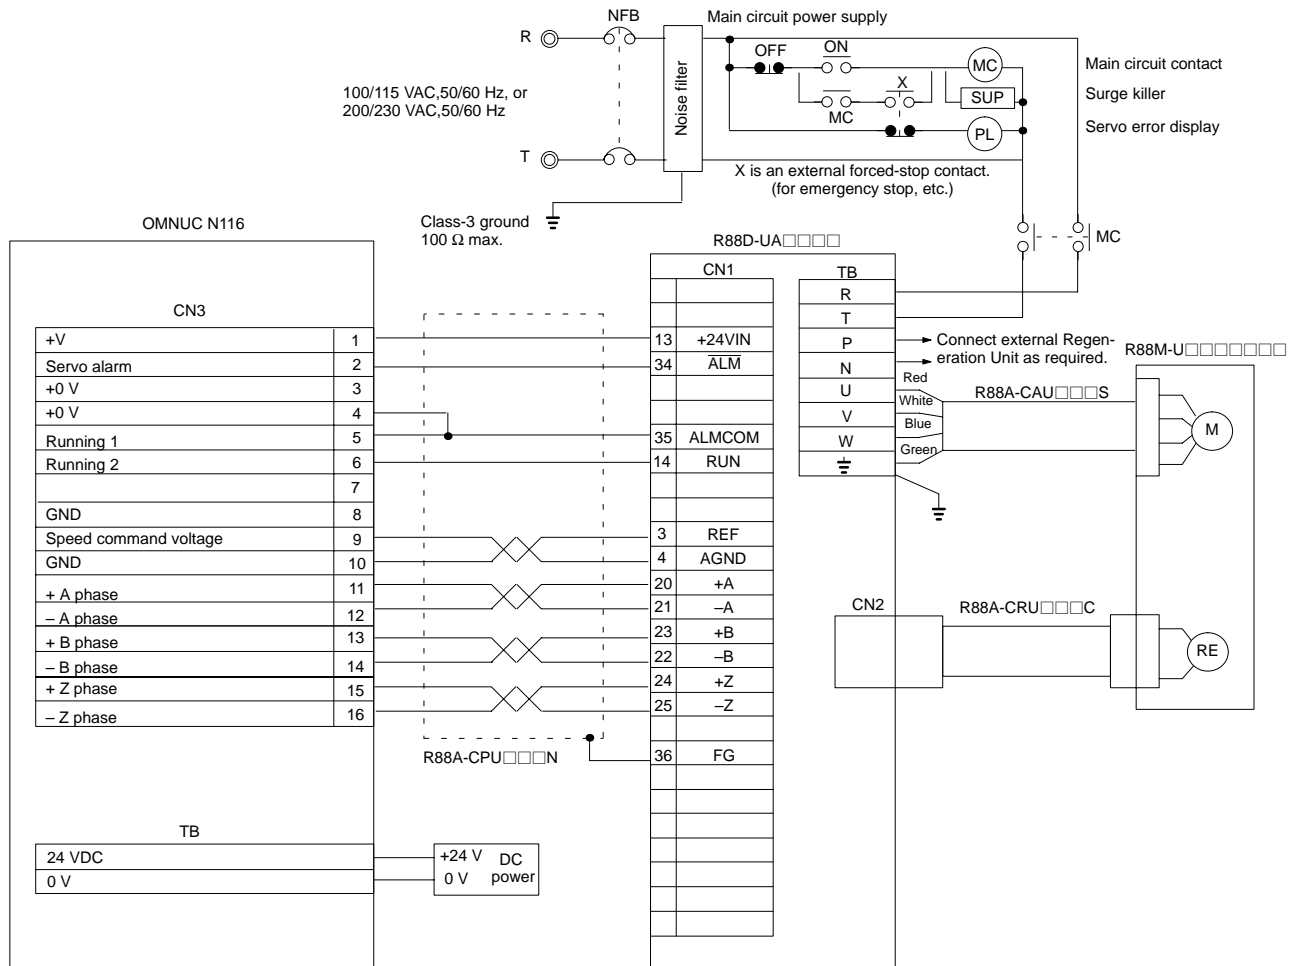 NFB
Main circuit power supply
R
OFF
ON
MC
Main circuit contact
X
SUP
Surge killer
MC
PL
Servo error display
100/115 VAC,50/60 Hz, or
200/230 VAC,50/60 Hz
Noise filter
T
X is an external forced-stop contact.
(for emergency stop, etc.)
Class-3 ground
100 Ω max.
MC
OMNUC N116
R88D-UA□□□□
CN3
+V 1
Servo alarm 2
+0 V 3
+0 V 4
Running 1 5
Running 2 6
7
GND 8
Speed command voltage 9
GND 10
+ A phase 11
– A phase 12
+ B phase 13
– B phase 14
+ Z phase 15
– Z phase 16
R88A-CPU□□□N
CN1
13 +24VIN
34 ALM
35 ALMCOM
14 RUN
3 REF
4 AGND
20 +A
21 –A
23 +B
22 –B
24 +Z
25 –Z
36 FG
TB
R
T
P
N
U
V
W
Connect external Regen-
eration Unit as required.
Red
White
Blue
Green
R88A-CAU□□□S
R88M-U□□□□□□□
M
CN2
R88A-CRU□□□C
RE
TB
24 VDC
0 V
+24 V
0 V
DC
power